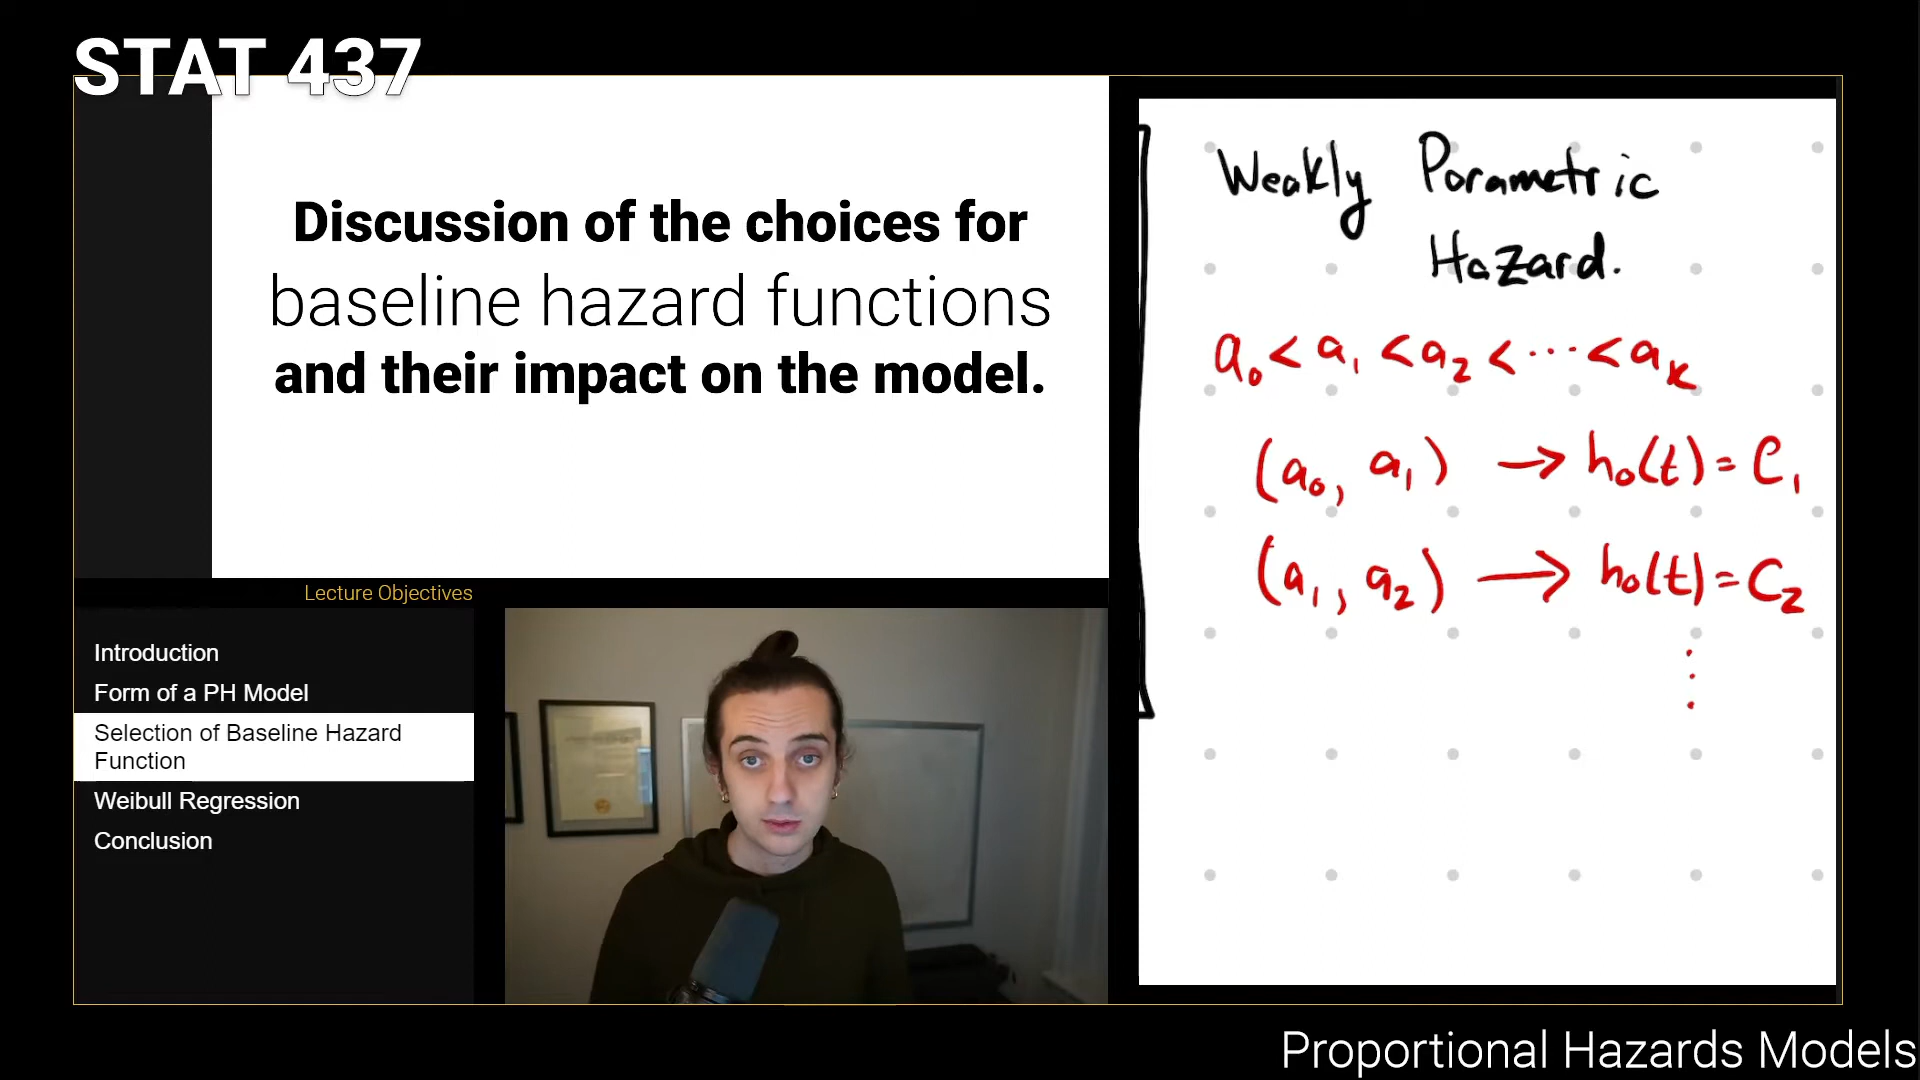 STAT 437
Discussion of the choices for
baseline hazard functions
and their impact on the model.
Lecture Objectives
Introduction
Form of a PH Model
Selection of Baseline Hazard
Function
Weibull Regression
Conclusion
Weakly Parametric
Hazard.
a₀ < a₁ < a₂ < ⋯ < aₖ
(a₀, a₁) → h₀(t) = C₁
(a₁, a₂) → h₀(t) = C₂
⋮
Proportional Hazards Models